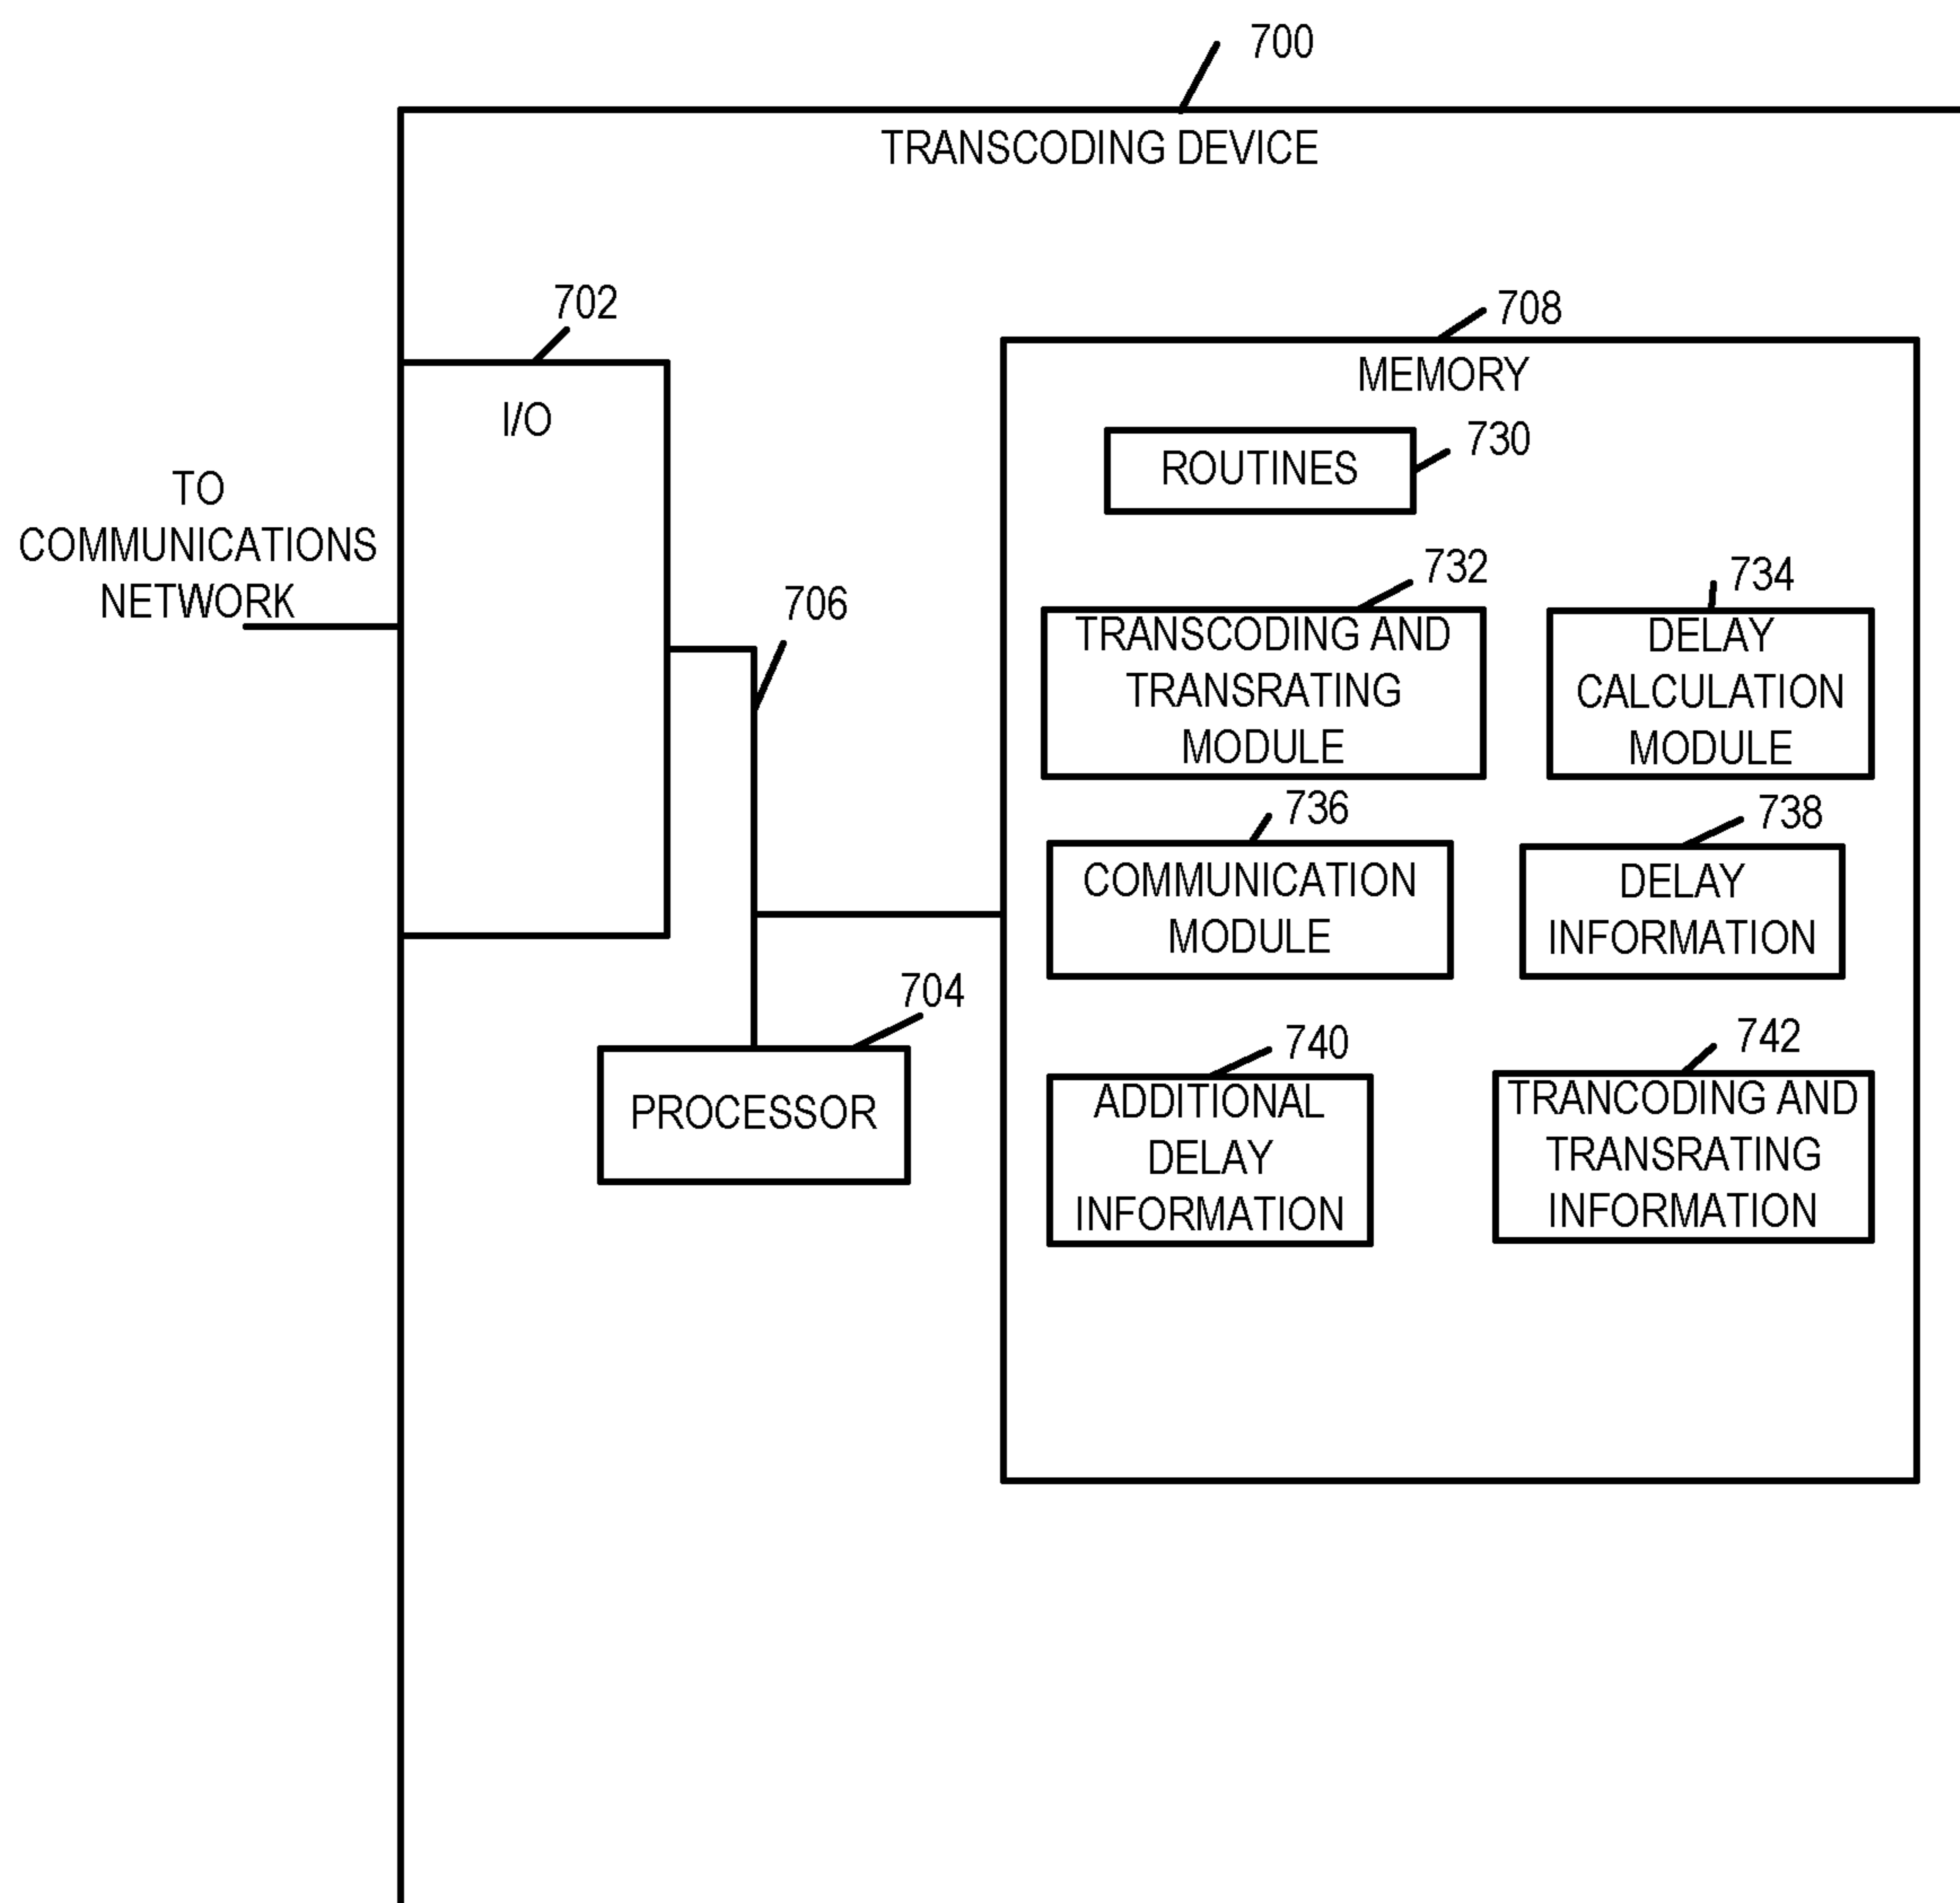 700
TRANSCODING DEVICE
702
I/O
TO
COMMUNICATIONS
NETWORK
706
704
PROCESSOR
708
MEMORY
ROUTINES
730
732
TRANSCODING AND
TRANSRATING
MODULE
734
DELAY
CALCULATION
MODULE
736
COMMUNICATION
MODULE
738
DELAY
INFORMATION
740
ADDITIONAL
DELAY
INFORMATION
742
TRANCODING AND
TRANSRATING
INFORMATION